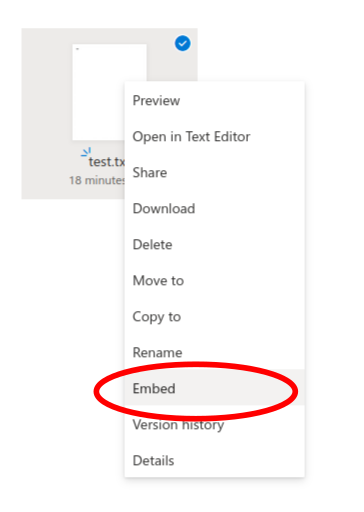 test.tx
18 minutes
Preview
Open in Text Editor
Share
Download
Delete
Move to
Copy to
Rename
Embed
Version history
Details